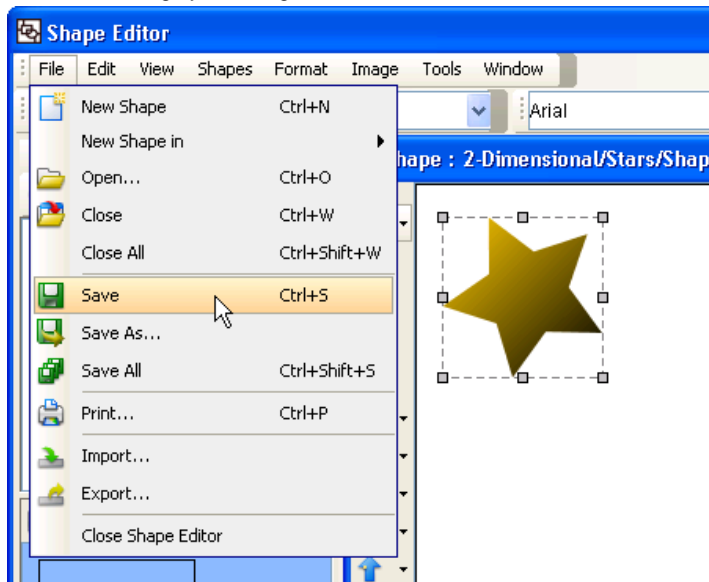 Shape Editor
File Edit View Shapes Format Image Tools Window
Arial
New Shape Ctrl+N
New Shape in
Open... Ctrl+O
Close Ctrl+W
Close All Ctrl+Shift+W
Save Ctrl+S
Save As...
Save All Ctrl+Shift+S
Print... Ctrl+P
Import...
Export...
Close Shape Editor
hape : 2-Dimensional/Stars/Shap